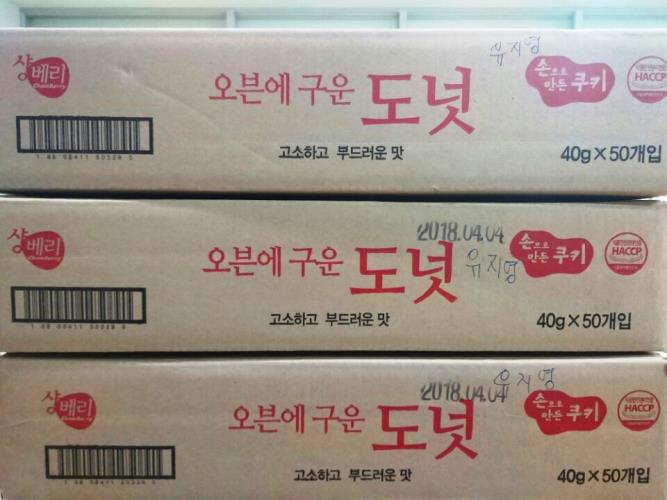 유지영
샹베리
ChamBerry
오븐에 구운 도넛
손으로 만든 쿠키
HACCP
고소하고 부드러운 맛
40g×50개입
2018.04.04
샹베리
오븐에 구운 도넛
유지영
손으로 만든 쿠키
HACCP
고소하고 부드러운 맛
40g×50개입
2018.04.04
유지영
샹베리
오븐에 구운 도넛
손으로 만든 쿠키
HACCP
고소하고 부드러운 맛
40g×50개입